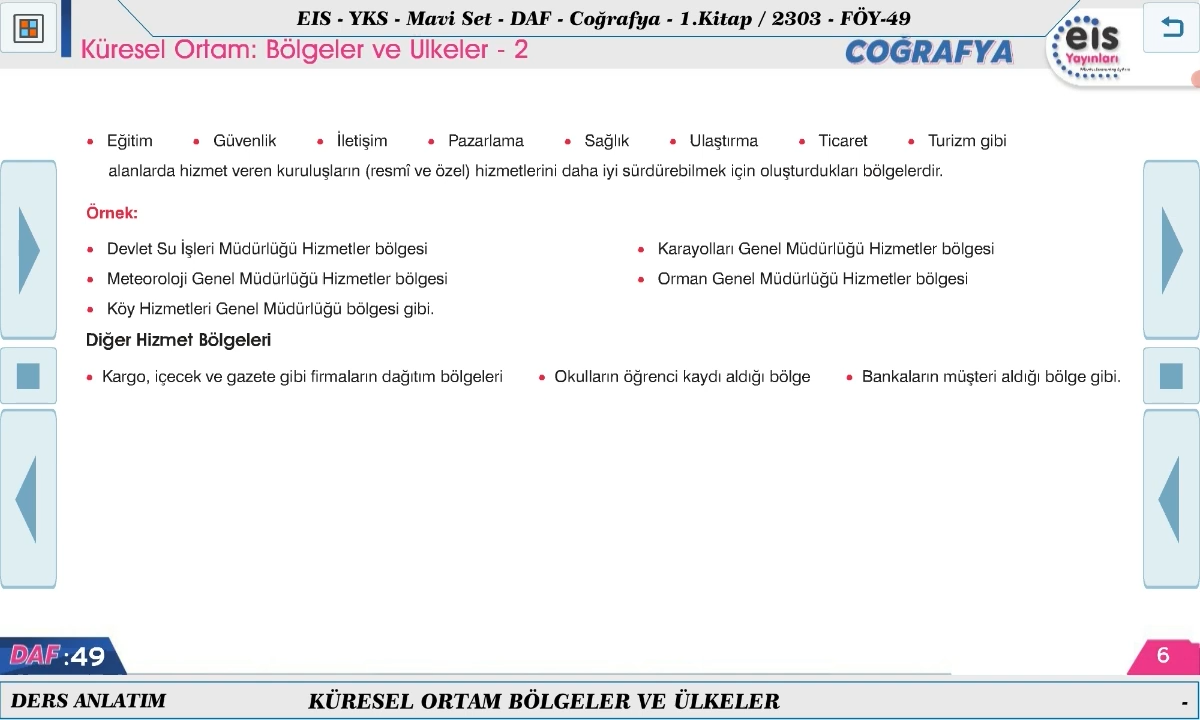 EIS - YKS - Mavi Set - DAF - Coğrafya - 1.Kitap / 2303 - FÖY-49
Küresel Ortam: Bölgeler ve Ülkeler - 2
COĞRAFYA
eis
Yayınları
• Eğitim • Güvenlik • İletişim • Pazarlama • Sağlık • Ulaştırma • Ticaret • Turizm gibi
alanlarda hizmet veren kuruluşların (resmî ve özel) hizmetlerini daha iyi sürdürebilmek için oluşturdukları bölgelerdir.
Örnek:
• Devlet Su İşleri Müdürlüğü Hizmetler bölgesi
• Karayolları Genel Müdürlüğü Hizmetler bölgesi
• Meteoroloji Genel Müdürlüğü Hizmetler bölgesi
• Orman Genel Müdürlüğü Hizmetler bölgesi
• Köy Hizmetleri Genel Müdürlüğü bölgesi gibi.
Diğer Hizmet Bölgeleri
• Kargo, içecek ve gazete gibi firmaların dağıtım bölgeleri • Okulların öğrenci kaydı aldığı bölge • Bankaların müşteri aldığı bölge gibi.
DAF :49
6
DERS ANLATIM KÜRESEL ORTAM BÖLGELER VE ÜLKELER -